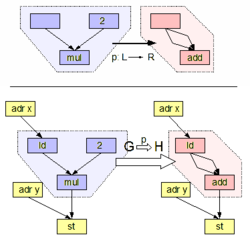 2
mul
p L → R
add
adr x
adr x
ld
2
G ⇨ H
p
ld
mul
add
adr y
adr y
st
st